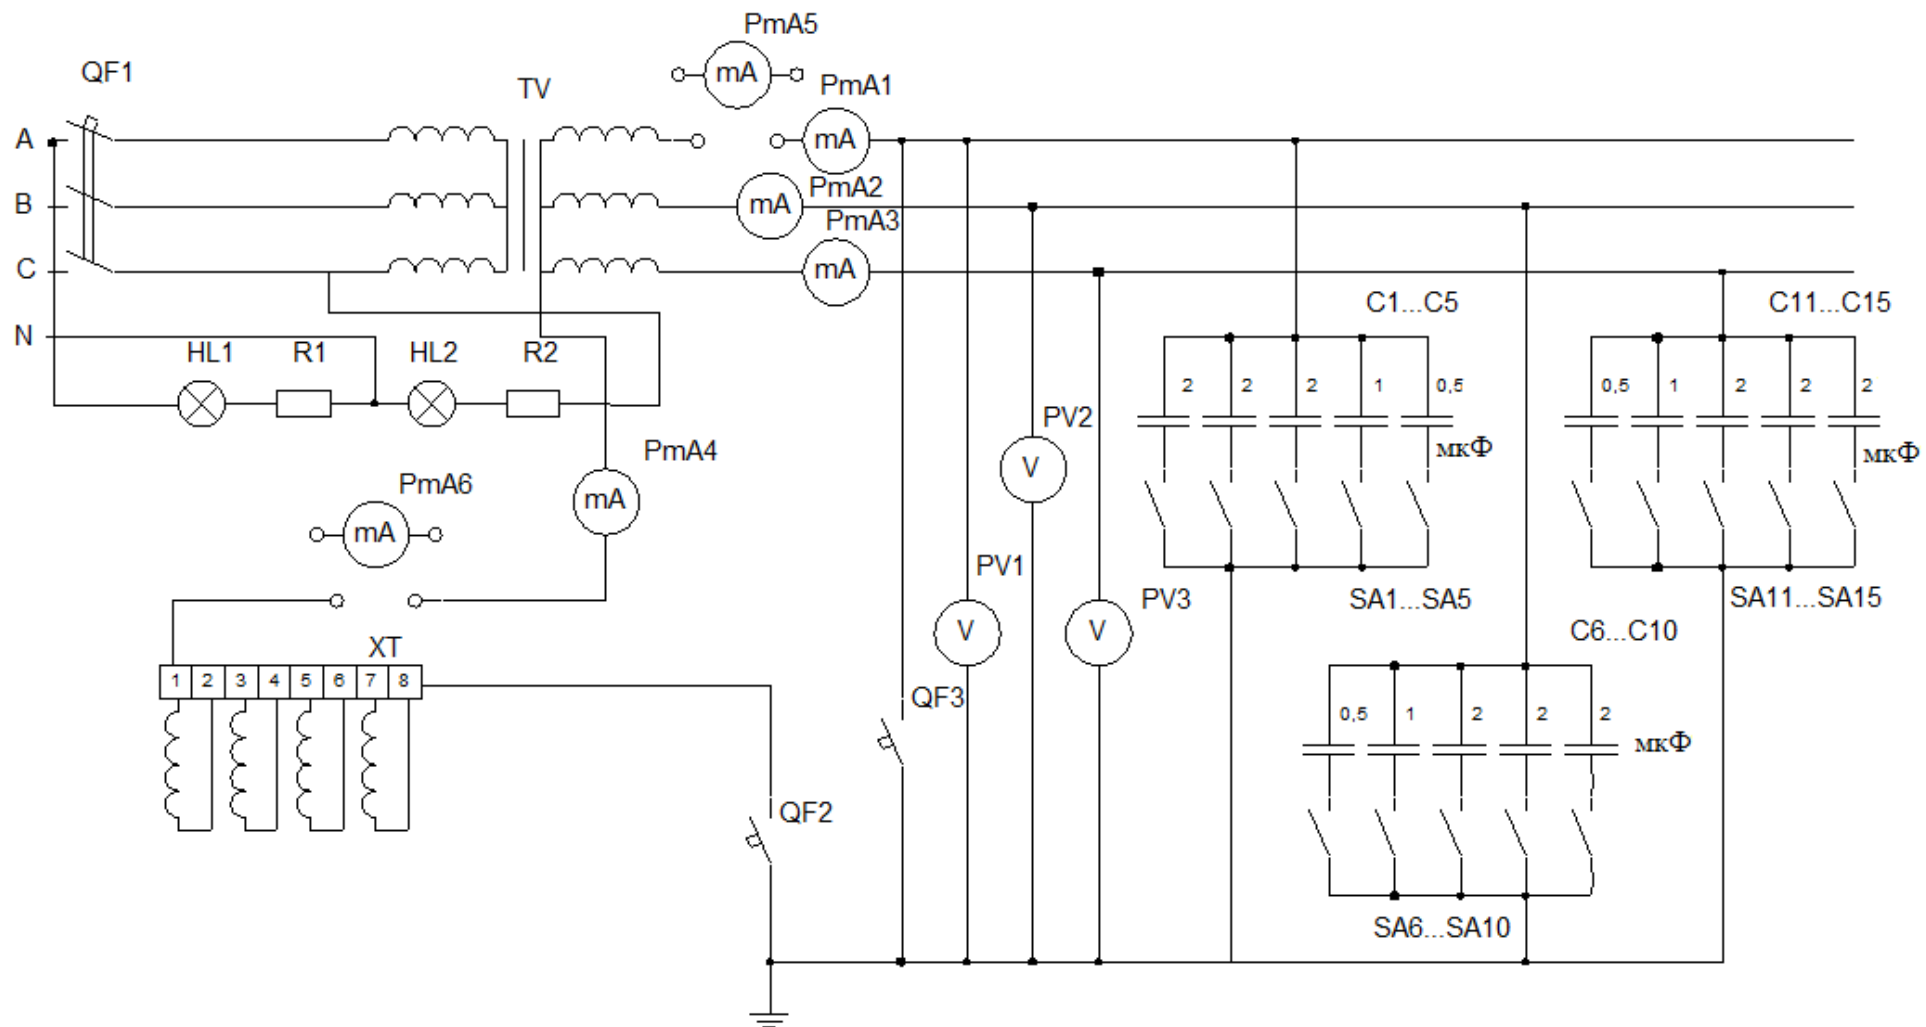 PmA5
QF1
TV
mA
PmA1
A
mA
PmA2
B
mA
PmA3
C
mA
C1...C5
C11...C15
N
HL1
R1
HL2
R2
2
2
2
1
0,5
0,5
1
2
2
2
PV2
мкФ
мкФ
PmA4
V
PmA6
mA
mA
PV1
PV3
SA1...SA5
SA11...SA15
V
V
C6...C10
XT
1 2 3 4 5 6 7 8
QF3
0,5
1
2
2
2
мкФ
QF2
SA6...SA10